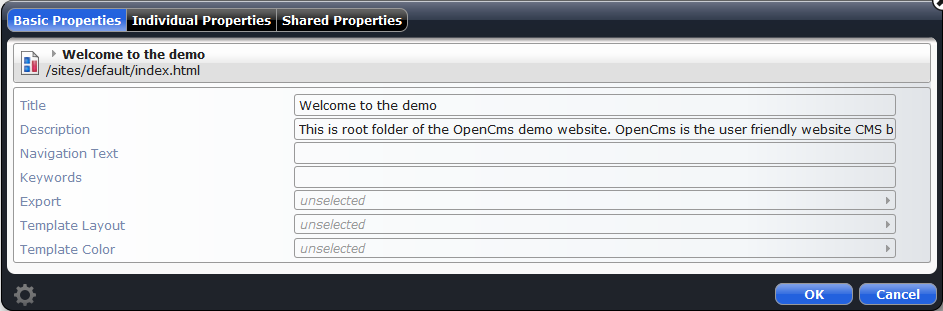 Basic Properties Individual Properties Shared Properties
Welcome to the demo
/sites/default/index.html
Title Welcome to the demo
Description This is root folder of the OpenCms demo website. OpenCms is the user friendly website CMS b
Navigation Text
Keywords
Export unselected
Template Layout unselected
Template Color unselected
OK Cancel